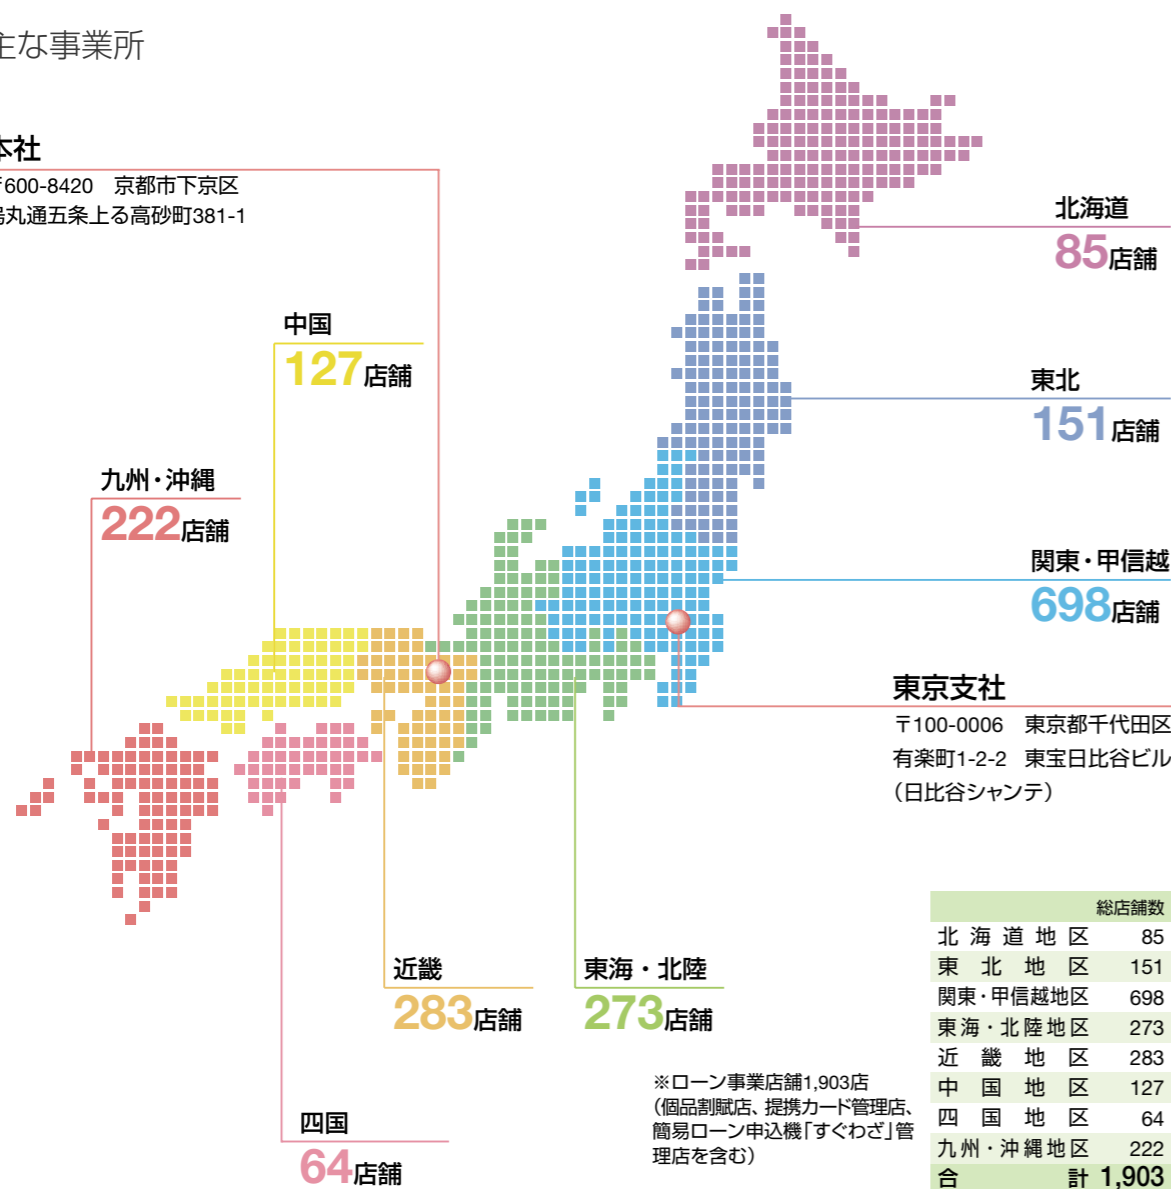 主な事業所
本社
〒600-8420 京都市下京区
烏丸通五条上る高砂町381-1
北海道
85店舗
中国
127店舗
東北
151店舗
九州・沖縄
222店舗
関東・甲信越
698店舗
東京支社
〒100-0006 東京都千代田区
有楽町1-2-2 東宝日比谷ビル
(日比谷シャンテ)
近畿
283店舗
東海・北陸
273店舗
四国
64店舗
※ローン事業店舗1,903店
(個品割賦店、提携カード管理店、
簡易ローン申込機「すぐわざ」管
理店を含む)
総店舗数
北海道地区 85
東北地区 151
関東・甲信越地区 698
東海・北陸地区 273
近畿地区 283
中国地区 127
四国地区 64
九州・沖縄地区 222
合計 1,903